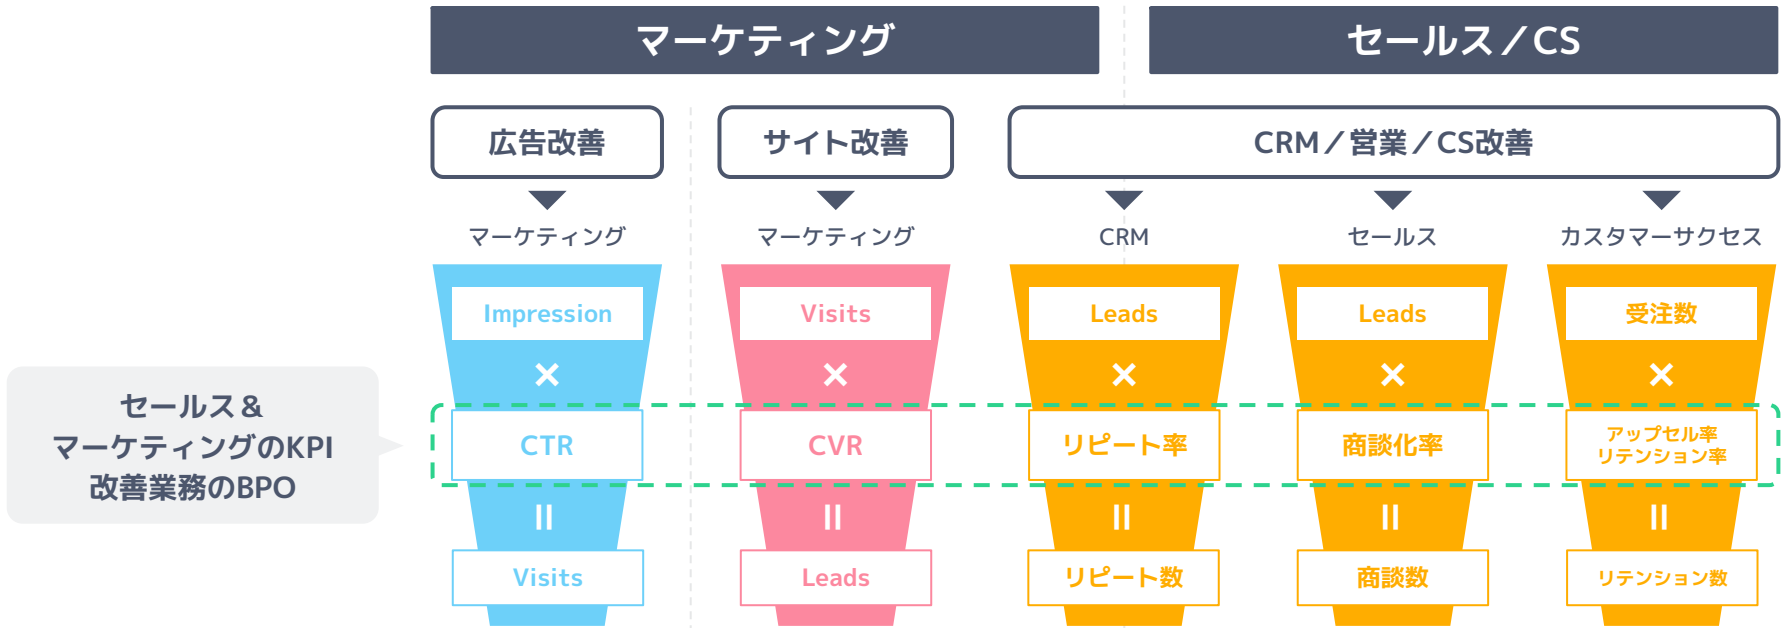 マーケティング
セールス／CS
広告改善
サイト改善
CRM／営業／CS改善
マーケティング
マーケティング
CRM
セールス
カスタマーサクセス
Impression
Visits
Leads
Leads
受注数
×
×
×
×
×
セールス＆
マーケティングのKPI
改善業務のBPO
CTR
CVR
リピート率
商談化率
アップセル率
リテンション率
=
=
=
=
=
Visits
Leads
リピート数
商談数
リテンション数